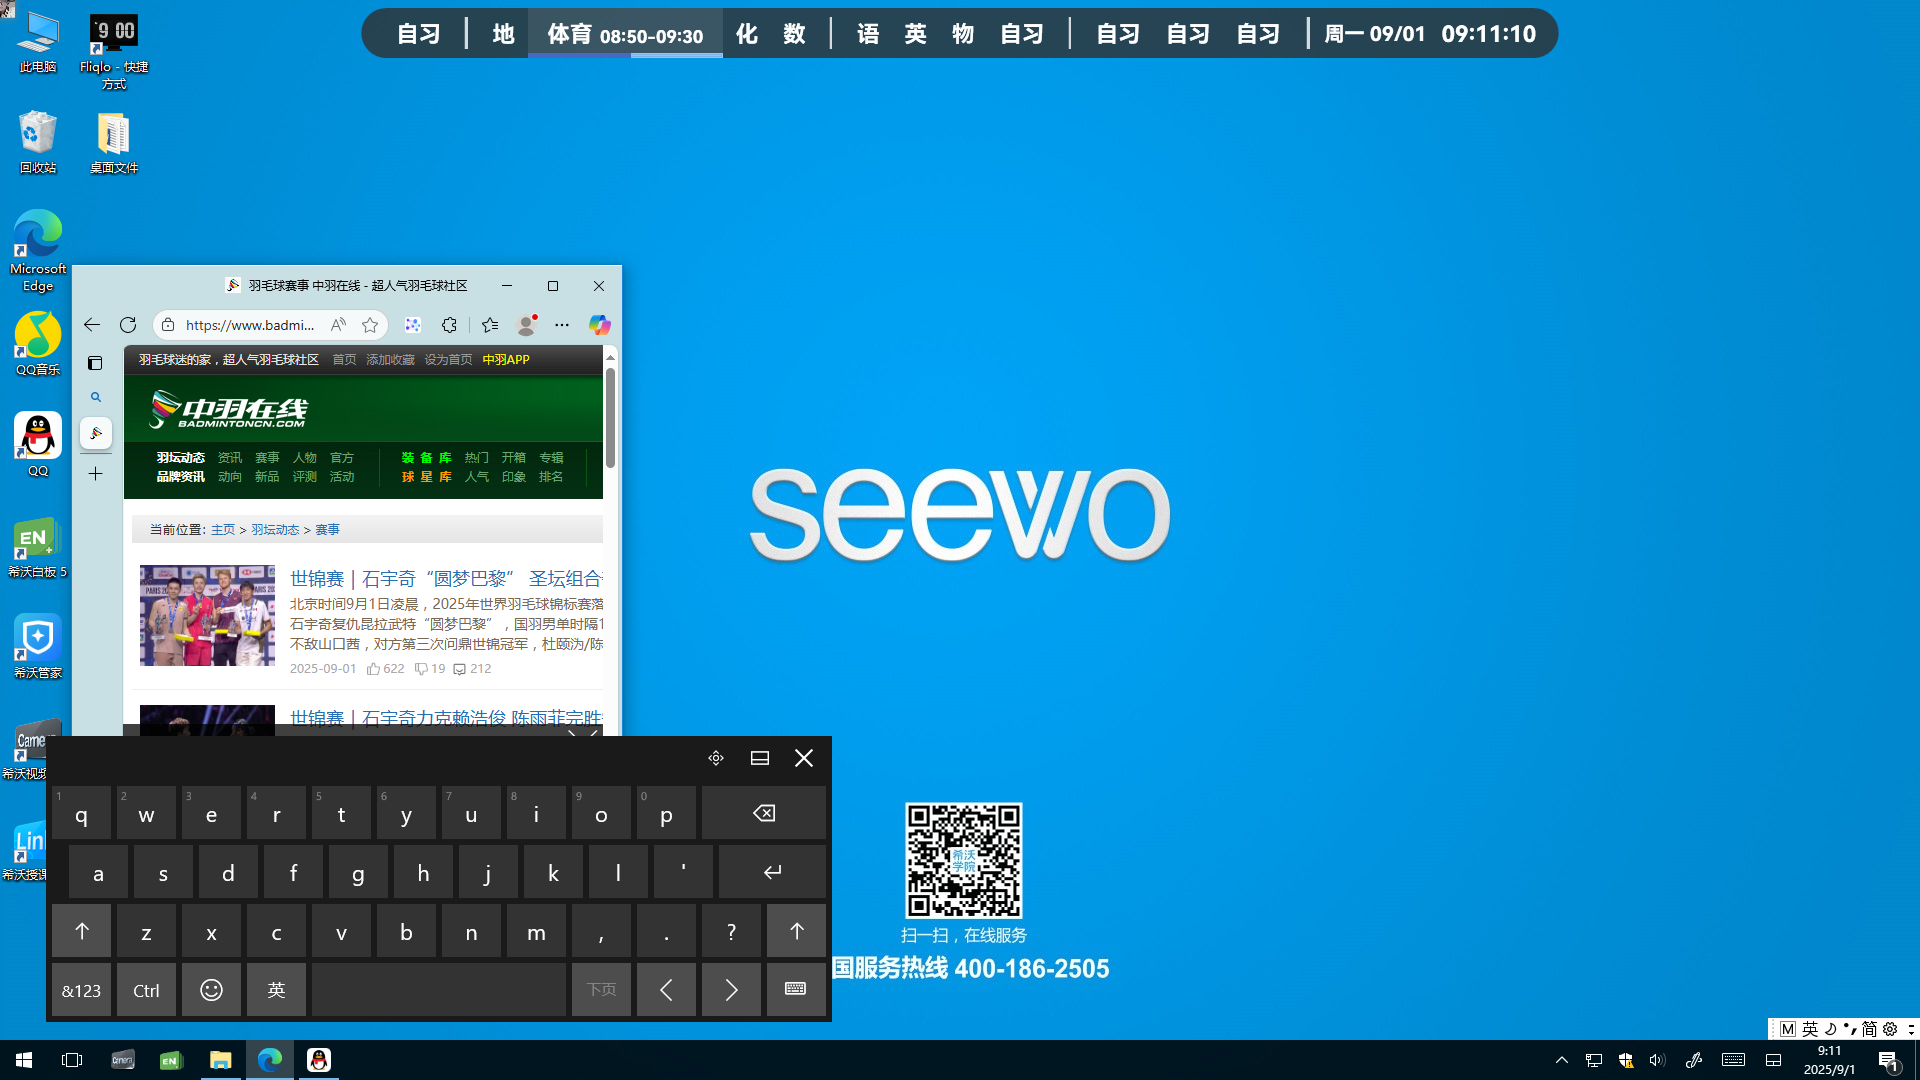 自习 | 地 体育 08:50-09:30 化 数 | 语 英 物 自习 | 自习 自习 自习 | 周一 09/01 09:11:10
此电脑
9 00
Fliqlo - 快捷方式
回收站
桌面文件
Microsoft Edge
QQ音乐
QQ
EN
希沃白板 5
希沃管家
Camer
希沃视频
Lin
希沃授课
羽毛球赛事 中羽在线 - 超人气羽毛球社区
https://www.badmi...
羽毛球迷的家，超人气羽毛球社区 首页 添加收藏 设为首页 中羽APP
中羽在线
BADMINTONCN.COM
羽坛动态 资讯 赛事 人物 官方 装备库 热门 开箱 专辑
品牌资讯 动向 新品 评测 活动 球星库 人气 印象 排名
当前位置: 主页 > 羽坛动态 > 赛事
世锦赛｜石宇奇“圆梦巴黎” 圣坛组合
北京时间9月1日凌晨，2025年世界羽毛球锦标赛落
石宇奇复仇昆拉武特“圆梦巴黎”，国羽男单时隔1
不敌山口茜，对方第三次问鼎世锦冠军，杜颐沩/陈
2025-09-01 622 19 212
世锦赛｜石宇奇力克赖浩俊 陈雨菲完胜
1 q 2 w 3 e 4 r 5 t 6 y 7 u 8 i 9 o 0 p
a s d f g h j k l '
z x c v b n m , . ?
&123 Ctrl 英 下页
seewo
希沃学院
扫一扫，在线服务
国服务热线 400-186-2505
M 英 简
Camera
EN
9:11
2025/9/1
1